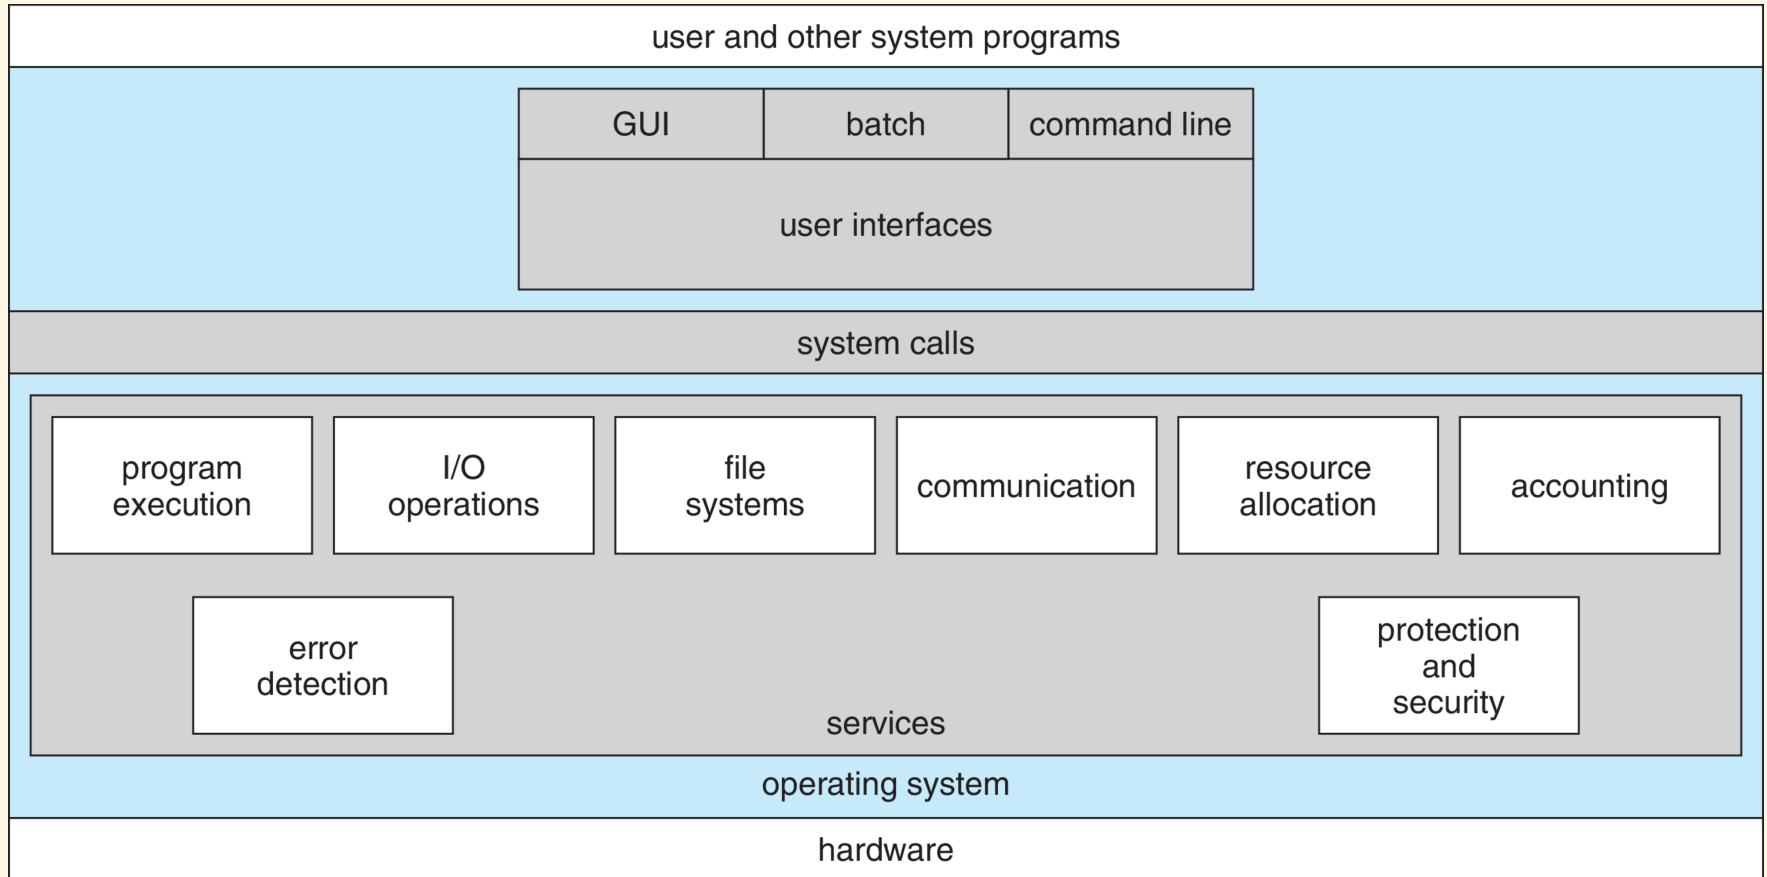 user and other system programs
GUI
batch
command line
user interfaces
system calls
program
execution
I/O
operations
file
systems
communication
resource
allocation
accounting
error
detection
protection
and
security
services
operating system
hardware